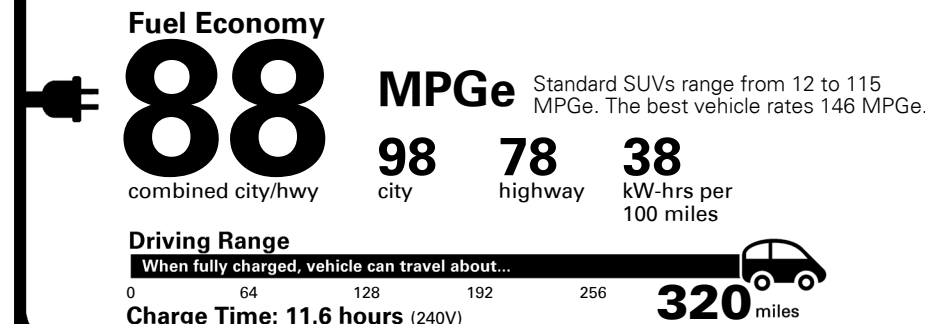 Fuel Economy
88
MPGe
Standard SUVs range from 12 to 115
MPGe. The best vehicle rates 146 MPGe.
combined city/hwy
98
city
78
highway
38
kW-hrs per
100 miles
Driving Range
When fully charged, vehicle can travel about...
0 64 128 192 256 320 miles
Charge Time: 11.6 hours (240V)